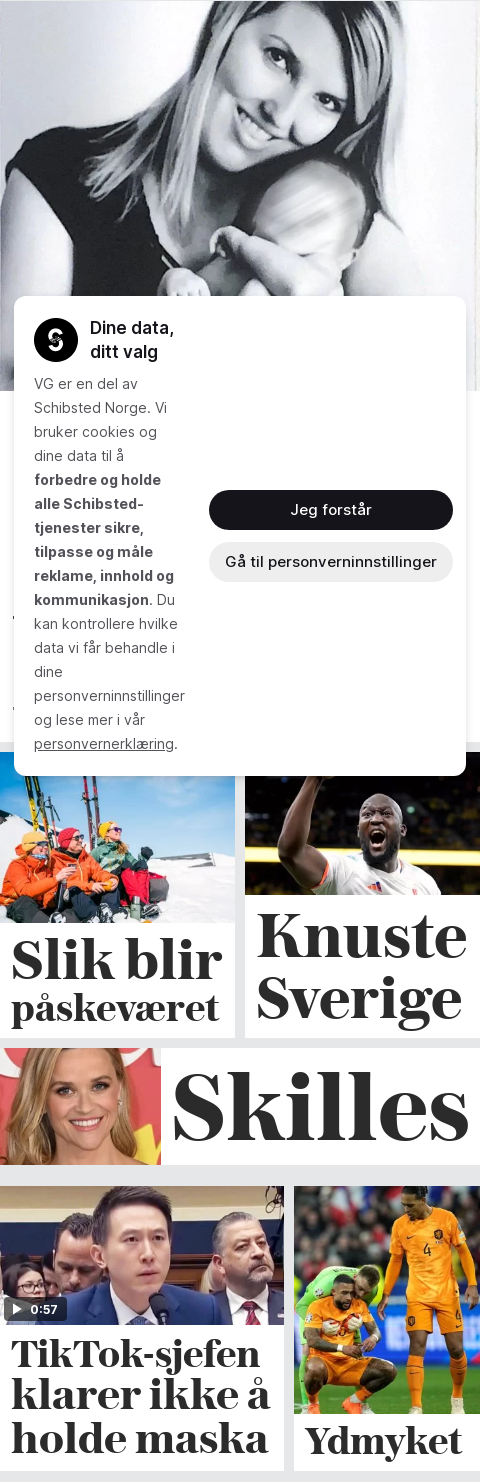 Dine data,
ditt valg
VG er en del av
Schibsted Norge. Vi
bruker cookies og
dine data til å
forbedre og holde
alle Schibsted-
tjenester sikre,
tilpasse og måle
reklame, innhold og
kommunikasjon. Du
kan kontrollere hvilke
data vi får behandle i
dine
personverninnstillinger
og lese mer i vår
personvernerklæring.
Jeg forstår
Gå til personverninnstillinger
Slik blir
påskeværet
Knuste
Sverige
Skilles
0:57
TikTok-sjefen
klarer ikke å
holde maska
Ydmyket